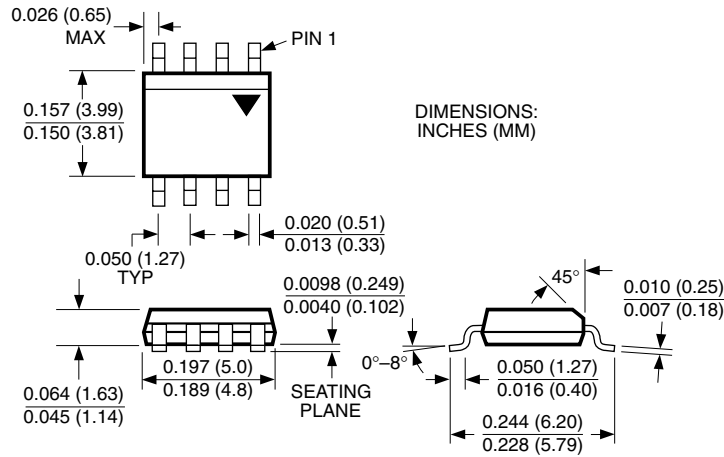 0.026 (0.65)
MAX
PIN 1
0.157 (3.99)
0.150 (3.81)
DIMENSIONS:
INCHES (MM)
0.020 (0.51)
0.013 (0.33)
0.050 (1.27)
TYP
0.0098 (0.249)
0.0040 (0.102)
45°
0.010 (0.25)
0.007 (0.18)
0°–8°
0.197 (5.0)
0.189 (4.8)
SEATING
PLANE
0.050 (1.27)
0.016 (0.40)
0.064 (1.63)
0.045 (1.14)
0.244 (6.20)
0.228 (5.79)